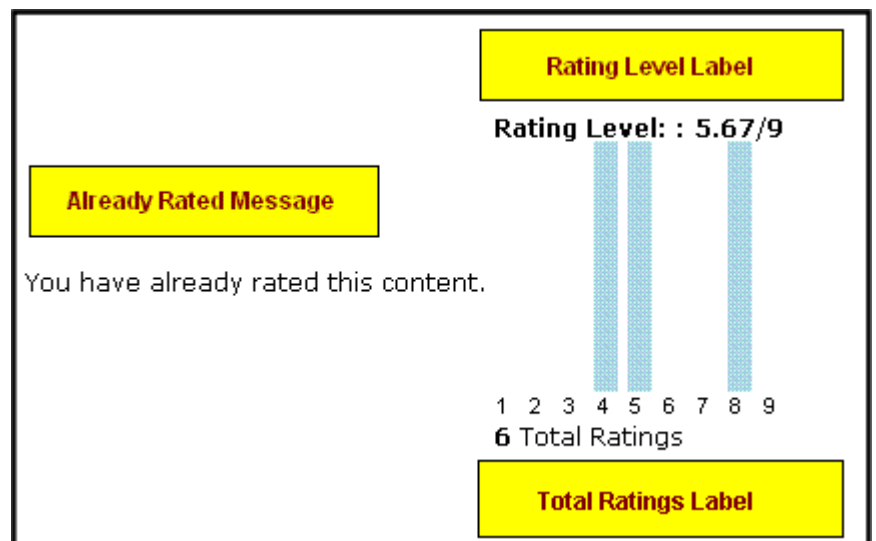 Rating Level Label
Rating Level: : 5.67/9
Already Rated Message
You have already rated this content.
1 2 3 4 5 6 7 8 9
6 Total Ratings
Total Ratings Label